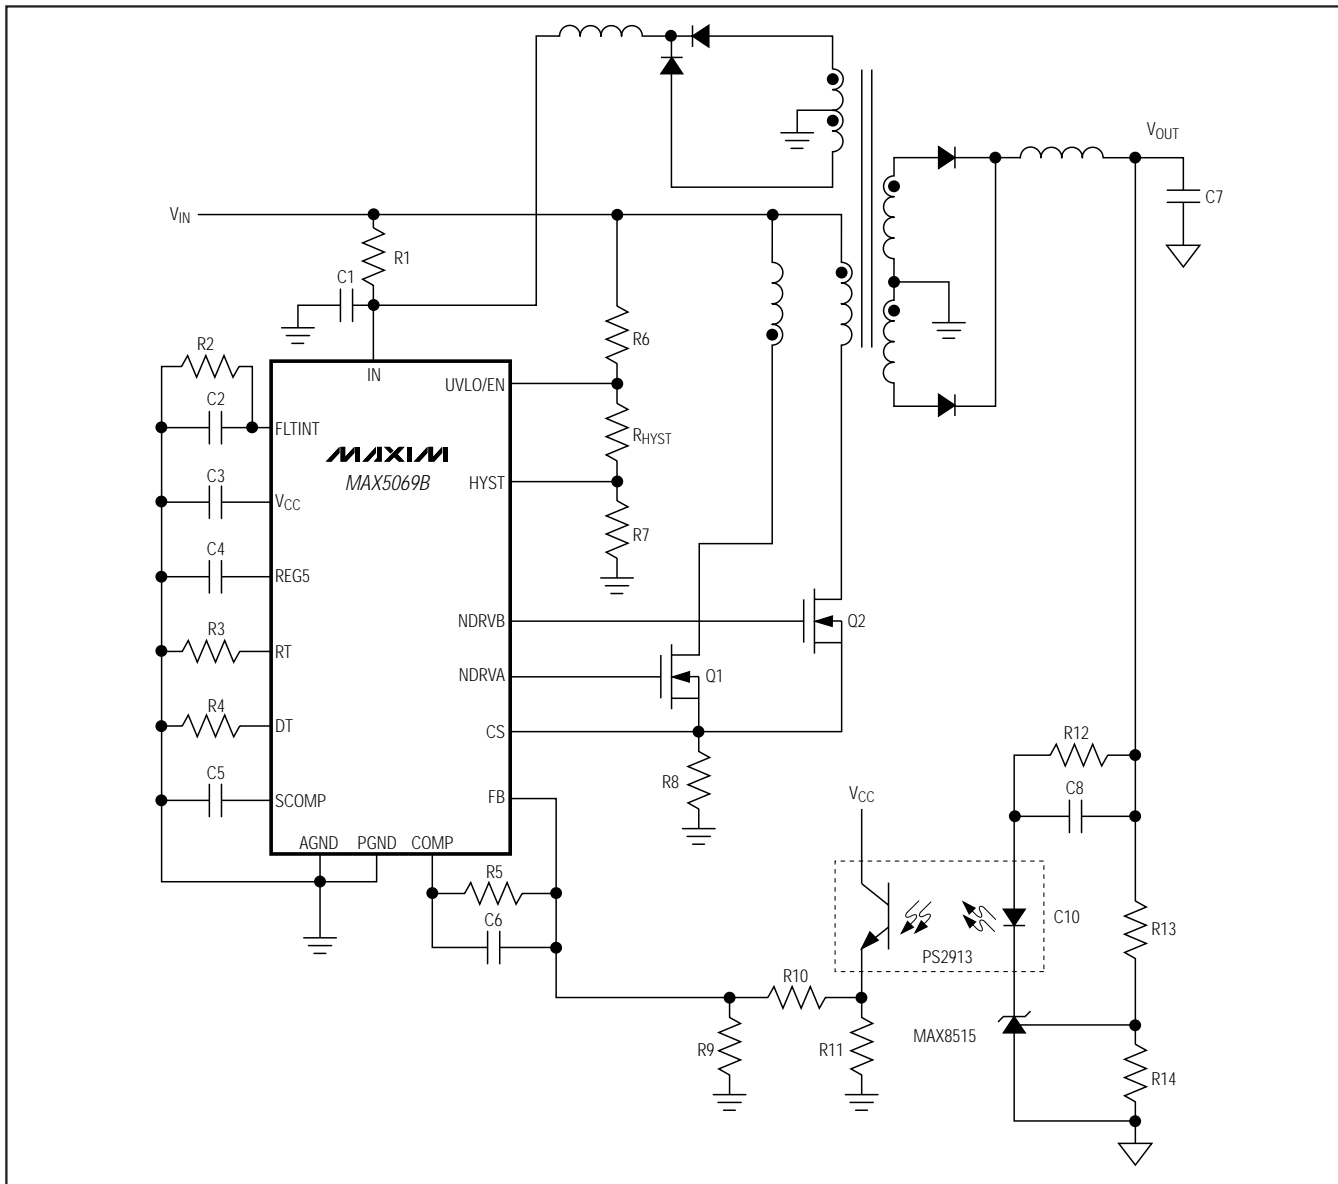 VOUT
C7
VIN
R1
C1
R6
R2
IN
UVLO/EN
C2
RHYST
FLTINT
MAXIM
MAX5069B
HYST
C3
VCC
R7
C4
REG5
NDRVB
Q2
R3
RT
NDRVA
Q1
R4
DT
CS
R12
C5
R8
C8
SCOMP
FB
VCC
AGND
PGND
COMP
R5
C6
C10
R13
PS2913
R10
R9
R11
MAX8515
R14